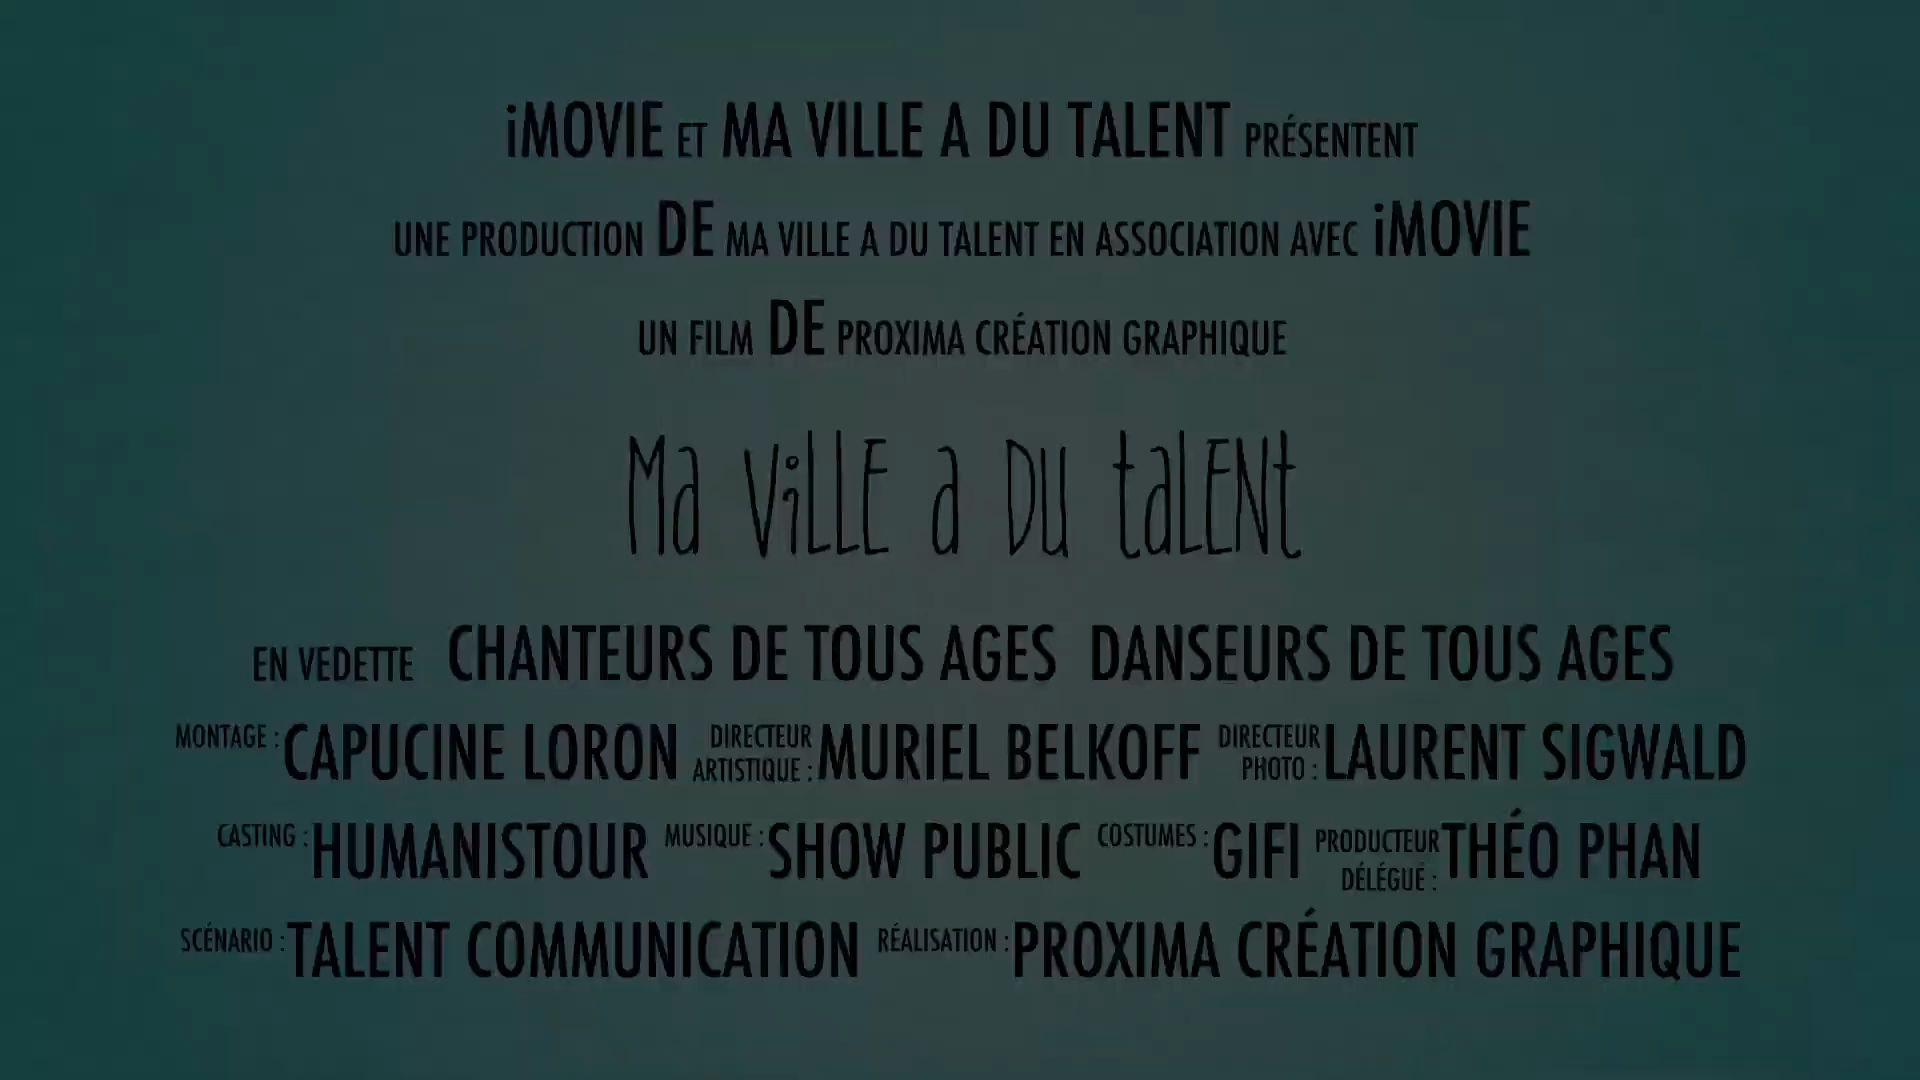 iMOVIE ET MA VILLE A DU TALENT PRÉSENTENT
UNE PRODUCTION DE MA VILLE A DU TALENT EN ASSOCIATION AVEC iMOVIE
UN FILM DE PROXIMA CRÉATION GRAPHIQUE
Ma ViLLE a DU taLENt
EN VEDETTE CHANTEURS DE TOUS AGES DANSEURS DE TOUS AGES
MONTAGE : CAPUCINE LORON DIRECTEUR ARTISTIQUE : MURIEL BELKOFF DIRECTEUR PHOTO : LAURENT SIGWALD
CASTING : HUMANISTOUR MUSIQUE : SHOW PUBLIC COSTUMES : GIFI PRODUCTEUR DÉLÉGUÉ : THÉO PHAN
SCÉNARIO : TALENT COMMUNICATION RÉALISATION : PROXIMA CRÉATION GRAPHIQUE